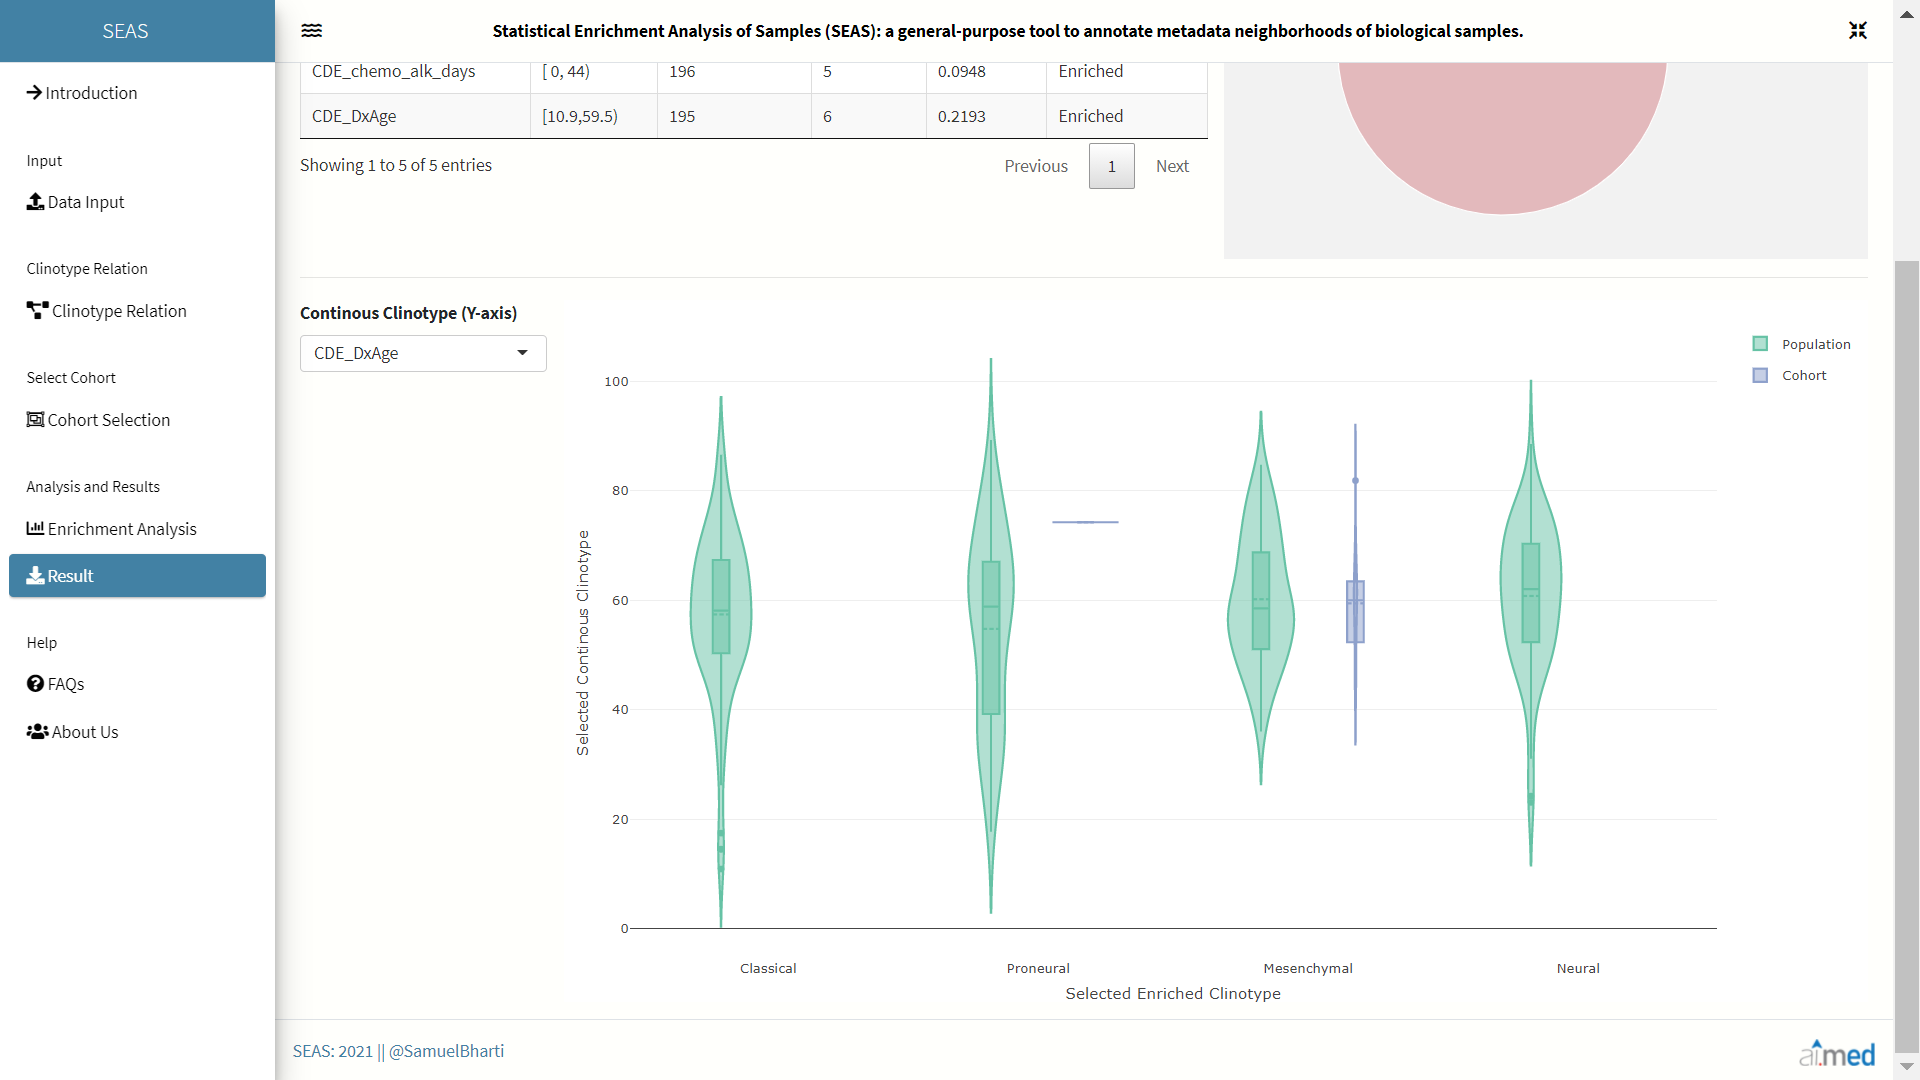 SEAS
Statistical Enrichment Analysis of Samples (SEAS): a general-purpose tool to annotate metadata neighborhoods of biological samples.
Introduction
Input
Data Input
Clinotype Relation
Clinotype Relation
Select Cohort
Cohort Selection
Analysis and Results
Enrichment Analysis
Result
Help
FAQs
About Us
CDE_chemo_alk_days [ 0, 44) 196 5 0.0948 Enriched
CDE_DxAge [10.9,59.5) 195 6 0.2193 Enriched
Showing 1 to 5 of 5 entries
Previous 1 Next
Continous Clinotype (Y-axis)
CDE_DxAge
Population
Cohort
Selected Continous Clinotype
100
80
60
40
20
0
Classical Proneural Mesenchymal Neural
Selected Enriched Clinotype
SEAS: 2021 || @SamuelBharti
ai.med